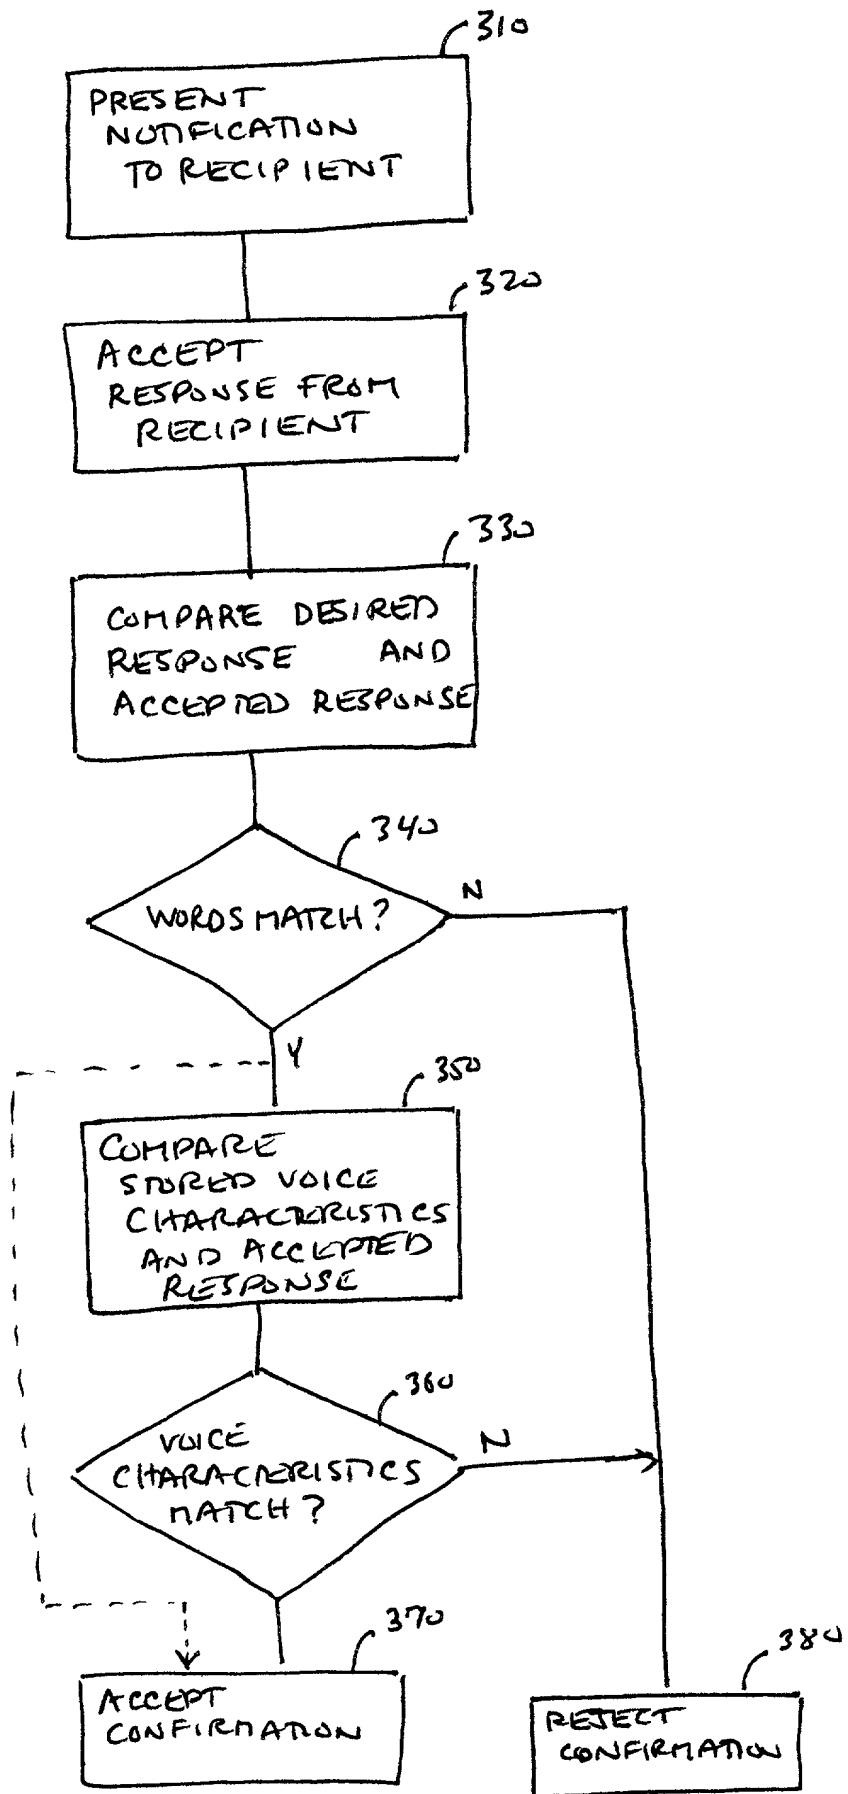 310
PRESENT
NOTIFICATION
TO RECIPIENT
320
ACCEPT
RESPONSE FROM
RECIPIENT
330
COMPARE DESIRED
RESPONSE AND
ACCEPTED RESPONSE
340
WORDS MATCH?
N
Y
350
COMPARE
STORED VOICE
CHARACTERISTICS
AND ACCEPTED
RESPONSE
360
VOICE
CHARACTERISTICS
MATCH?
N
370
ACCEPT
CONFIRMATION
380
REJECT
CONFIRMATION